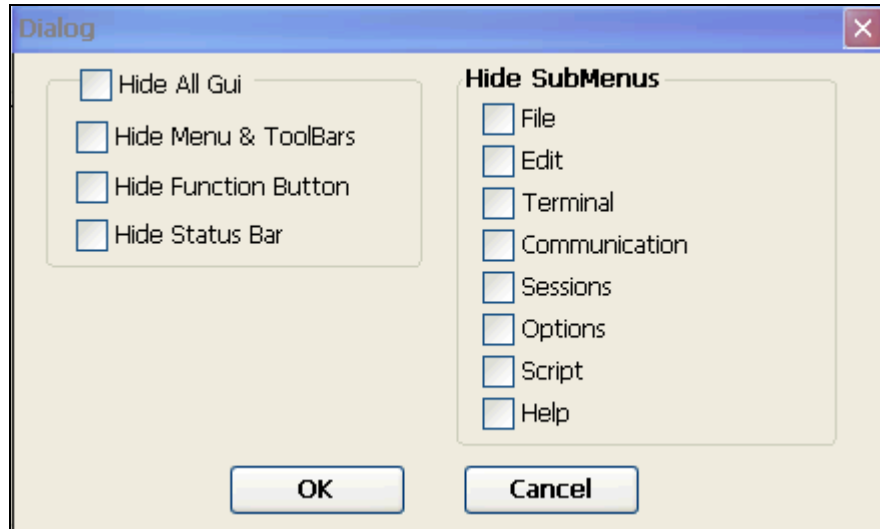 Dialog
Hide All Gui
Hide Menu & ToolBars
Hide Function Button
Hide Status Bar
Hide SubMenus
File
Edit
Terminal
Communication
Sessions
Options
Script
Help
OK
Cancel